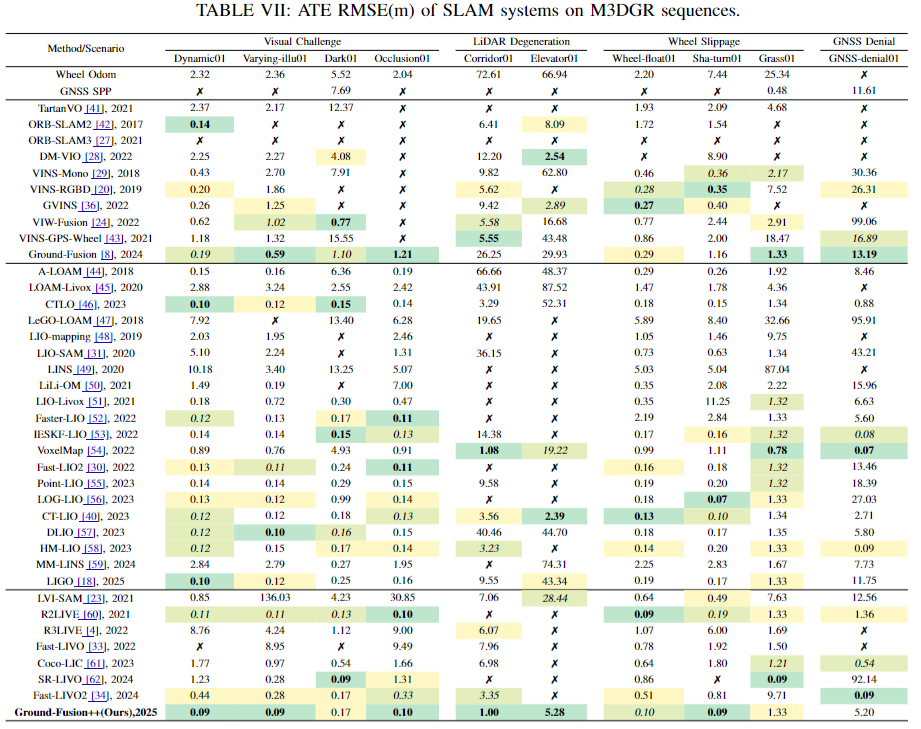 TABLE VII: ATE RMSE(m) of SLAM systems on M3DGR sequences.
Method/Scenario Visual Challenge LiDAR Degeneration Wheel Slippage GNSS Denial
Dynamic01 Varying-illu01 Dark01 Occlusion01 Corridor01 Elevator01 Wheel-float01 Sha-turn01 Grass01 GNSS-denial01
Wheel Odom 2.32 2.36 5.52 2.04 72.61 66.94 2.20 7.44 25.34 ✗
GNSS SPP ✗ ✗ 7.69 ✗ ✗ ✗ ✗ ✗ 0.48 11.61
TartanVO [41], 2021 2.37 2.17 12.37 ✗ ✗ ✗ 1.93 2.09 4.68 ✗
ORB-SLAM2 [42], 2017 0.14 ✗ ✗ ✗ 6.41 8.09 1.72 1.54 ✗ ✗
ORB-SLAM3 [27], 2021 ✗ ✗ ✗ ✗ ✗ ✗ ✗ ✗ ✗ ✗
DM-VIO [28], 2022 2.25 2.27 4.08 ✗ 12.20 2.54 ✗ 8.90 ✗ ✗
VINS-Mono [29], 2018 0.43 2.70 7.91 ✗ 9.82 62.80 0.46 0.36 2.17 30.36
VINS-RGBD [20], 2019 0.20 1.86 ✗ ✗ 5.62 ✗ 0.28 0.35 7.52 26.31
GVINS [36], 2022 0.26 1.25 ✗ ✗ 9.42 2.89 0.27 0.40 ✗ ✗
VIW-Fusion [24], 2022 0.62 1.02 0.77 ✗ 5.58 16.68 0.77 2.44 2.91 99.06
VINS-GPS-Wheel [43], 2021 1.18 1.32 15.55 ✗ 5.55 43.48 0.86 2.00 18.47 16.89
Ground-Fusion [8], 2024 0.19 0.59 1.10 1.21 26.25 29.93 0.29 1.16 1.33 13.19
A-LOAM [44], 2018 0.15 0.16 6.36 0.19 66.66 48.37 0.29 0.26 1.92 8.46
LOAM-Livox [45], 2020 2.88 3.24 2.55 2.42 43.91 87.52 1.47 1.78 4.36 ✗
CTLO [46], 2023 0.10 0.12 0.15 0.14 3.29 52.31 0.18 0.15 1.34 0.88
LeGO-LOAM [47], 2018 7.92 ✗ 13.40 6.28 19.65 ✗ 5.89 8.40 32.66 95.91
LIO-mapping [48], 2019 2.03 1.95 ✗ 2.46 ✗ ✗ 1.05 1.46 9.75 ✗
LIO-SAM [31], 2020 5.10 2.24 ✗ 1.31 36.15 ✗ 0.73 0.63 1.34 43.21
LINS [49], 2020 10.18 3.40 13.25 5.07 ✗ ✗ 5.03 5.04 87.04 ✗
LiLi-OM [50], 2021 1.49 0.19 ✗ 7.00 ✗ ✗ 0.35 2.08 2.22 15.96
LIO-Livox [51], 2021 0.18 0.72 0.30 0.47 ✗ ✗ 0.35 11.25 1.32 6.63
Faster-LIO [52], 2022 0.12 0.13 0.17 0.11 ✗ ✗ 2.19 2.84 1.33 5.60
IESKF-LIO [53], 2022 0.14 0.14 0.15 0.13 14.38 ✗ 0.17 0.16 1.32 0.08
VoxelMap [54], 2022 0.89 0.76 4.93 0.91 1.08 19.22 0.99 1.11 0.78 0.07
Fast-LIO2 [30], 2022 0.13 0.11 0.24 0.11 ✗ ✗ 0.16 0.18 1.32 13.46
Point-LIO [55], 2023 0.14 0.14 0.29 0.15 9.58 ✗ 0.19 0.20 1.32 18.39
LOG-LIO [56], 2023 0.13 0.12 0.99 0.14 ✗ ✗ 0.18 0.07 1.33 27.03
CT-LIO [40], 2023 0.12 0.12 0.18 0.13 3.56 2.39 0.13 0.10 1.34 2.71
DLIO [57], 2023 0.12 0.10 0.16 0.15 40.46 44.70 0.18 0.17 1.35 5.80
HM-LIO [58], 2023 0.12 0.15 0.17 0.14 3.23 ✗ 0.14 0.20 1.33 0.09
MM-LINS [59], 2024 2.84 2.79 0.27 1.95 ✗ 74.31 2.25 2.83 1.67 7.73
LIGO [18], 2025 0.10 0.12 0.25 0.16 9.55 43.34 0.19 0.17 1.33 11.75
LVI-SAM [23], 2021 0.85 136.03 4.23 30.85 7.06 28.44 0.64 0.49 7.63 12.56
R2LIVE [60], 2021 0.11 0.11 0.13 0.10 ✗ ✗ 0.09 0.19 1.33 1.36
R3LIVE [4], 2022 8.76 4.24 1.12 9.00 6.07 ✗ 1.07 6.00 1.69 ✗
Fast-LIVO [33], 2022 ✗ 8.95 ✗ 9.49 7.96 ✗ 0.78 1.92 1.50 ✗
Coco-LIC [61], 2023 1.77 0.97 0.54 1.66 6.98 ✗ 0.64 1.80 1.21 0.54
SR-LIVO [62], 2024 1.23 0.28 0.09 1.31 ✗ ✗ 0.86 ✗ 0.09 92.14
Fast-LIVO2 [34], 2024 0.44 0.28 0.17 0.33 3.35 ✗ 0.51 0.81 9.71 0.09
Ground-Fusion++(Ours),2025 0.09 0.09 0.17 0.10 1.00 5.28 0.10 0.09 1.33 5.20